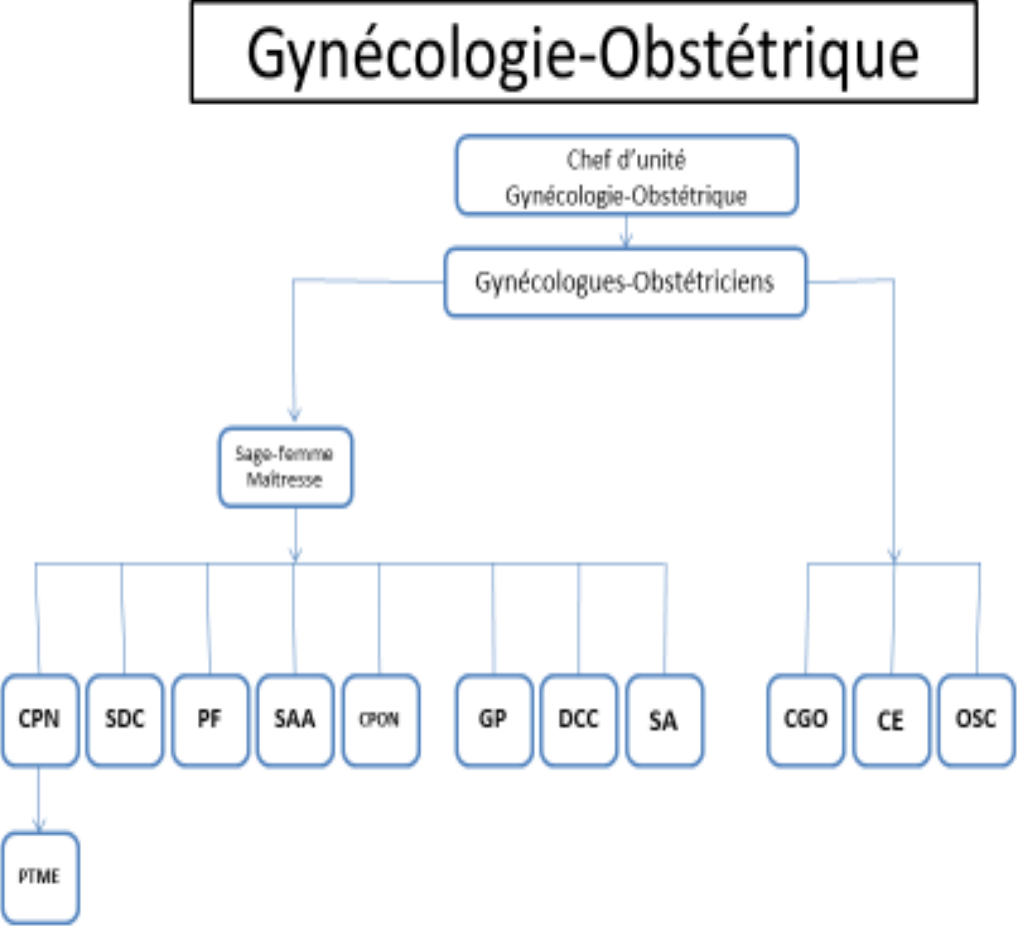 Gynécologie-Obstétrique
Chef d’unité
Gynécologie-Obstétrique
Gynécologues-Obstétriciens
Sage-femme
Maîtresse
CPN
SDC
PF
SAA
CPON
GP
DCC
SA
CGO
CE
OSC
PTME